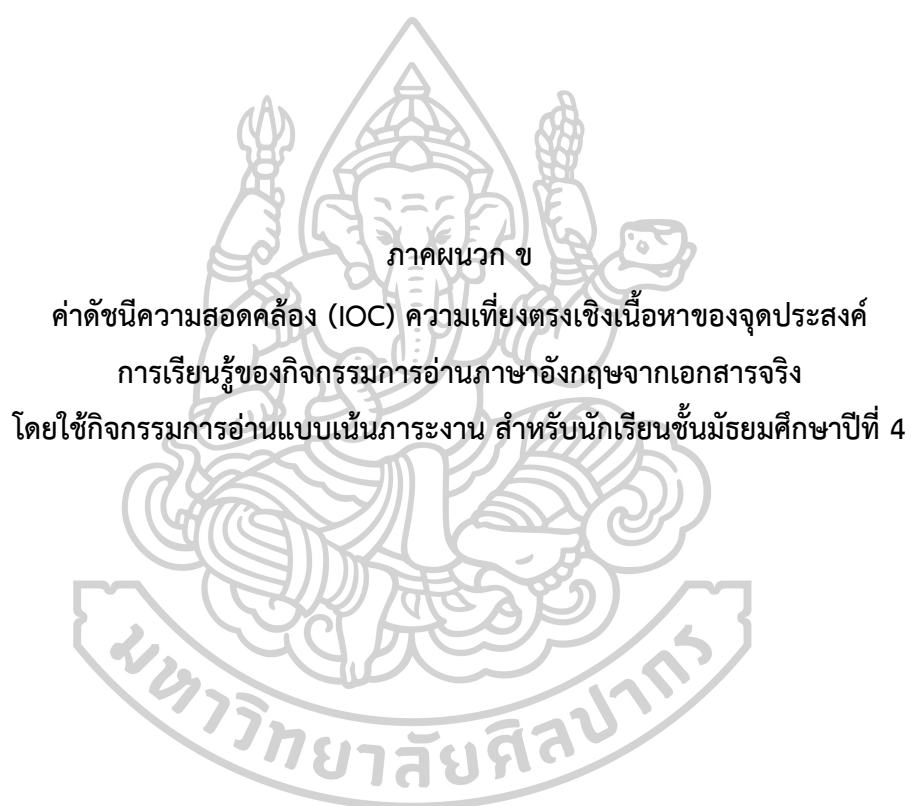 ภาคผนวก ข
ค่าดัชนีความสอดคล้อง (IOC) ความเที่ยงตรงเชิงเนื้อหาของจุดประสงค์
การเรียนรู้ของกิจกรรมการอ่านภาษาอังกฤษจากเอกสารจริง
โดยใช้กิจกรรมการอ่านแบบเน้นภาระงาน สำหรับนักเรียนชั้นมัธยมศึกษาปีที่ 4
มหาวิทยาลัยศิลปากร